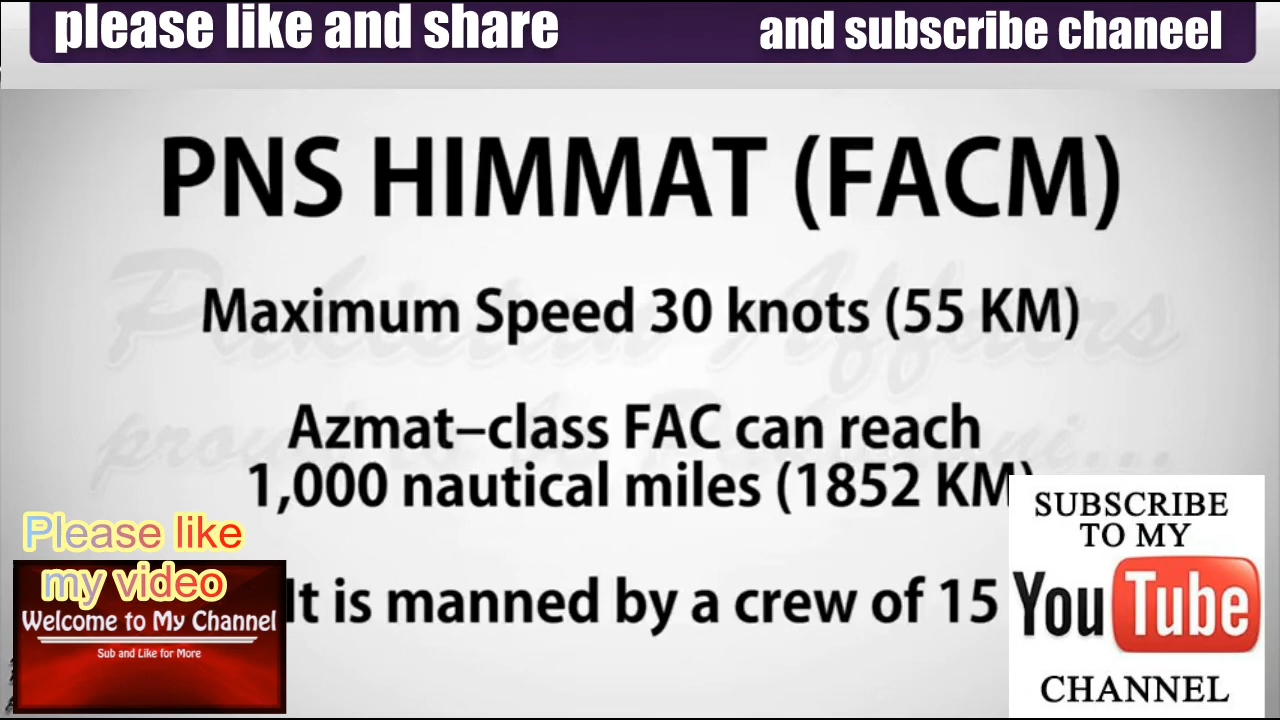 please like and share
and subscribe chaneel
PNS HIMMAT (FACM)
Maximum Speed 30 knots (55 KM)
Azmat–class FAC can reach
1,000 nautical miles (1852 KM)
It is manned by a crew of 15
Please like
my video
Welcome to My Channel
Sub and Like for More
SUBSCRIBE
TO MY
YouTube
CHANNEL